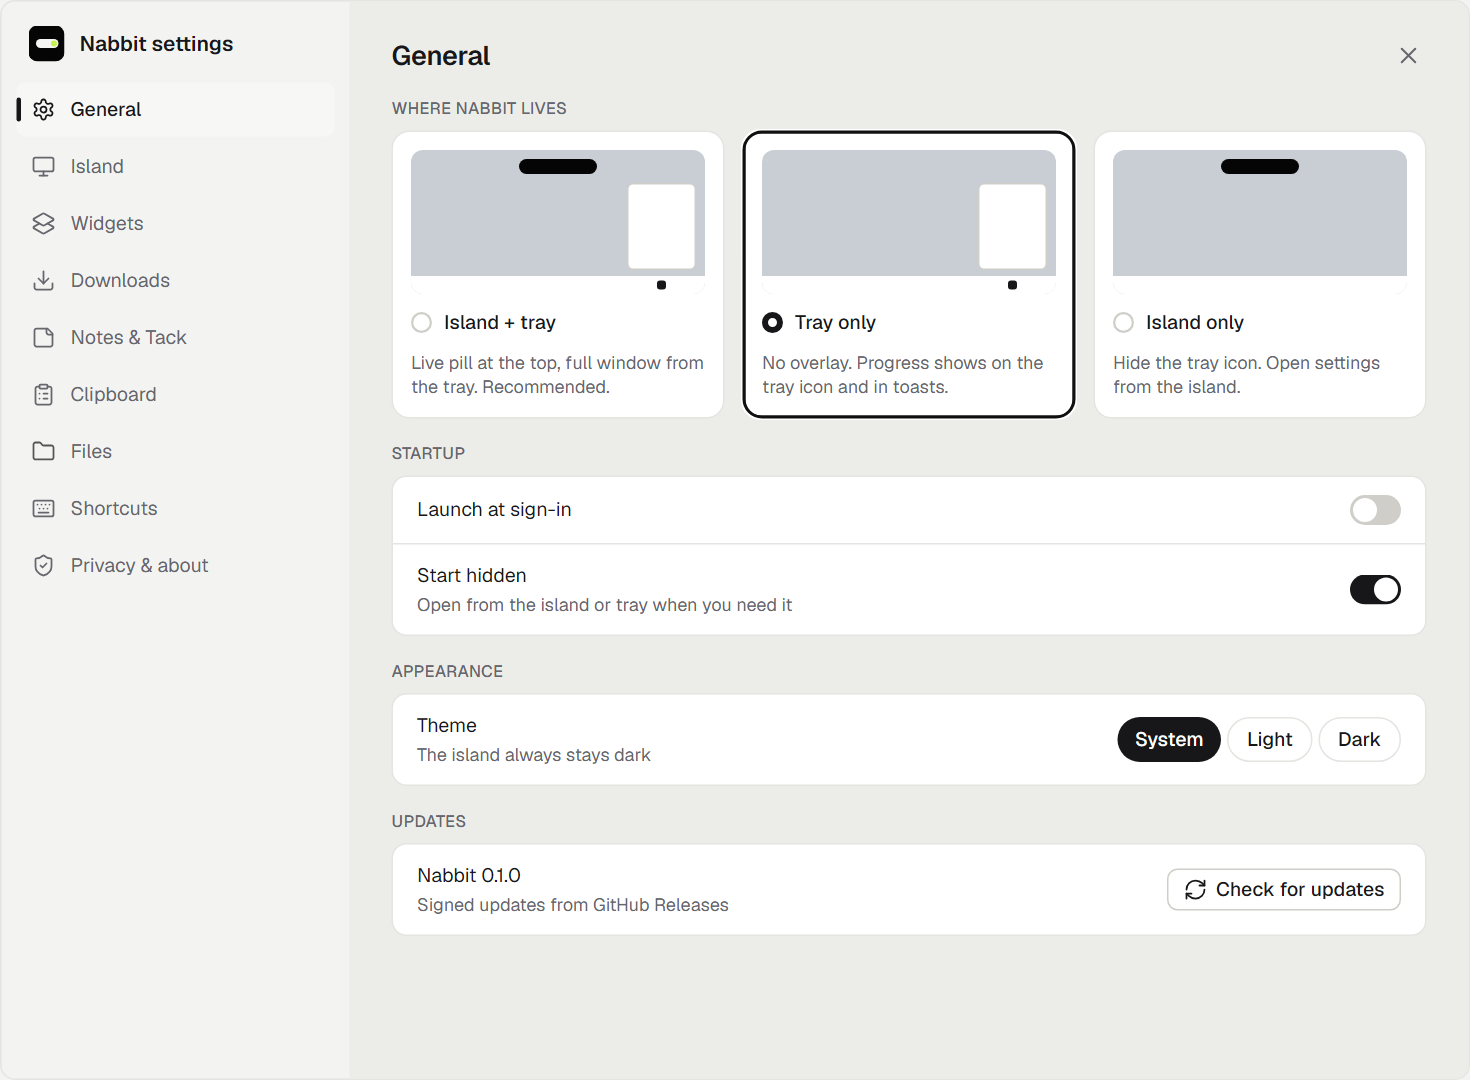 Nabbit settings
General
Island
Widgets
Downloads
Notes & Tack
Clipboard
Files
Shortcuts
Privacy & about
General
WHERE NABBIT LIVES
Island + tray
Live pill at the top, full window from
the tray. Recommended.
Tray only
No overlay. Progress shows on the
tray icon and in toasts.
Island only
Hide the tray icon. Open settings
from the island.
STARTUP
Launch at sign-in
Start hidden
Open from the island or tray when you need it
APPEARANCE
Theme
The island always stays dark
System
Light
Dark
UPDATES
Nabbit 0.1.0
Signed updates from GitHub Releases
Check for updates